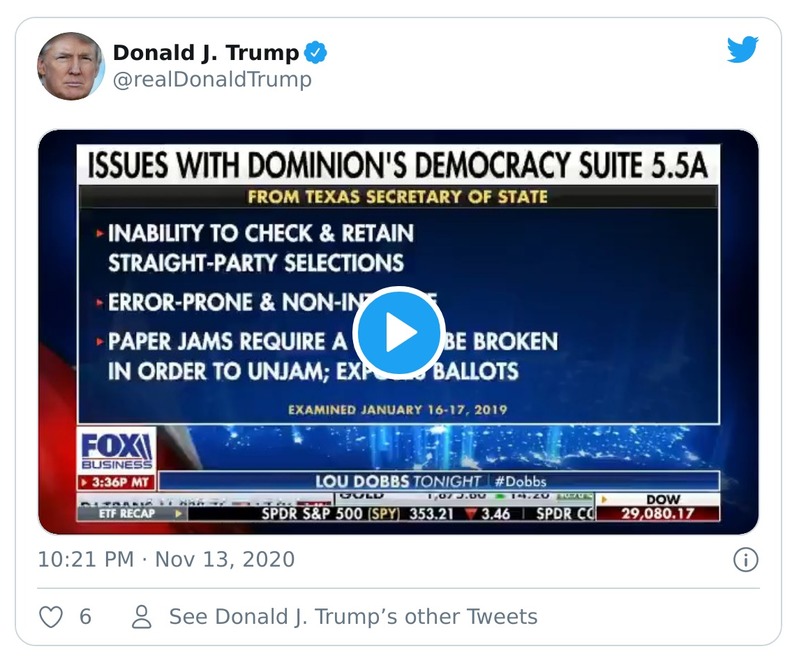 Donald J. Trump
@realDonaldTrump
ISSUES WITH DOMINION'S DEMOCRACY SUITE 5.5A
FROM TEXAS SECRETARY OF STATE
INABILITY TO CHECK & RETAIN
STRAIGHT-PARTY SELECTIONS
ERROR-PRONE &
PAPER JAMS REQUIRE A BE BROKEN
IN ORDER TO UNJAM; BALLOTS
EXAMINED JANUARY 16-17, 2019
FOX
BUSINESS
3:36P MT
LOU DOBBS TONIGHT #Dobbs
GOLD 14.20
DOW
ETF RECAP SPDR S&P 500 (SPY) 353.21 3.46 SPDR
29,080.17
10:21 PM · Nov 13, 2020
6 See Donald J. Trump’s other Tweets